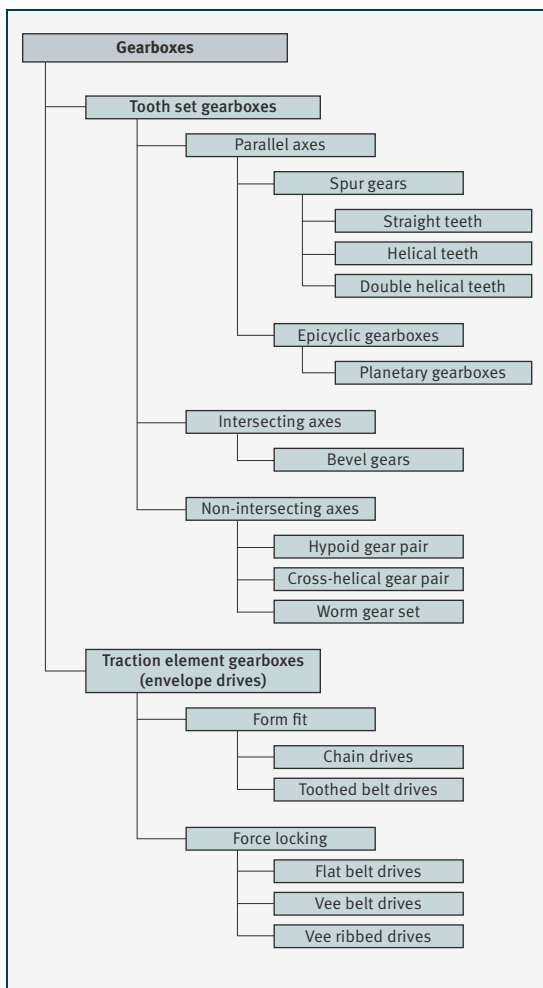 Gearboxes
Tooth set gearboxes
Parallel axes
Spur gears
Straight teeth
Helical teeth
Double helical teeth
Epicyclic gearboxes
Planetary gearboxes
Intersecting axes
Bevel gears
Non-intersecting axes
Hypoid gear pair
Cross-helical gear pair
Worm gear set
Traction element gearboxes
(envelope drives)
Form fit
Chain drives
Toothed belt drives
Force locking
Flat belt drives
Vee belt drives
Vee ribbed drives